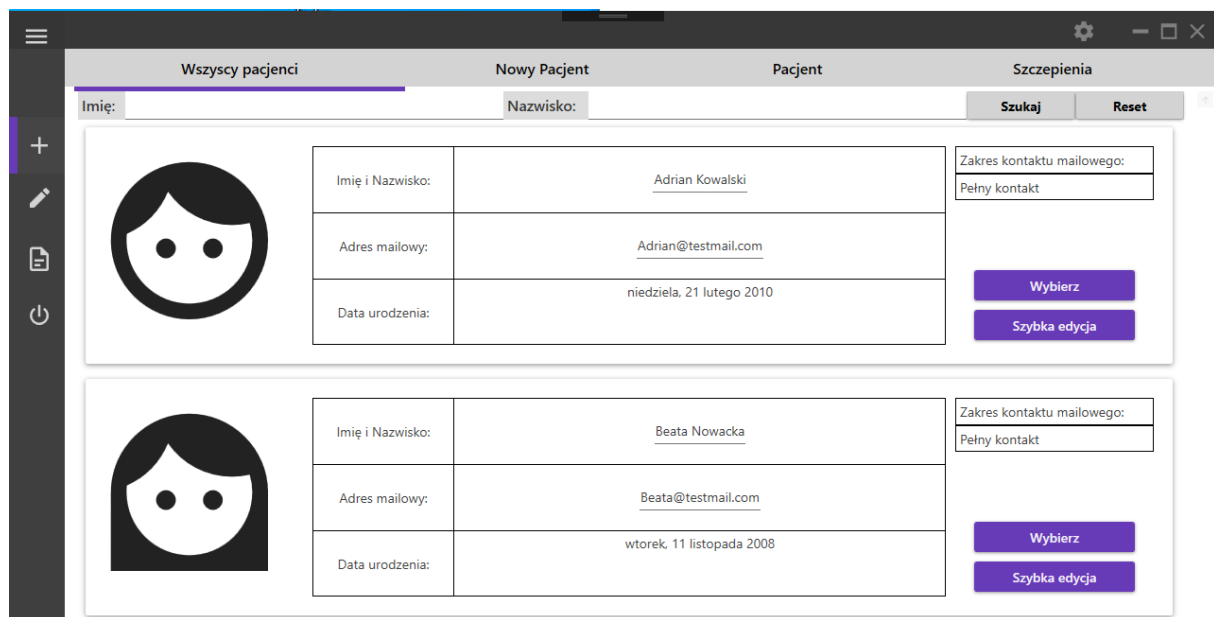 Wszyscy pacjenci Nowy Pacjent Pacjent Szczepienia
Imię: Nazwisko: Szukaj Reset
Imię i Nazwisko: Adrian Kowalski
Adres mailowy: Adrian@testmail.com
Data urodzenia: niedziela, 21 lutego 2010
Zakres kontaktu mailowego:
Pełny kontakt
Wybierz
Szybka edycja
Imię i Nazwisko: Beata Nowacka
Adres mailowy: Beata@testmail.com
Data urodzenia: wtorek, 11 listopada 2008
Zakres kontaktu mailowego:
Pełny kontakt
Wybierz
Szybka edycja